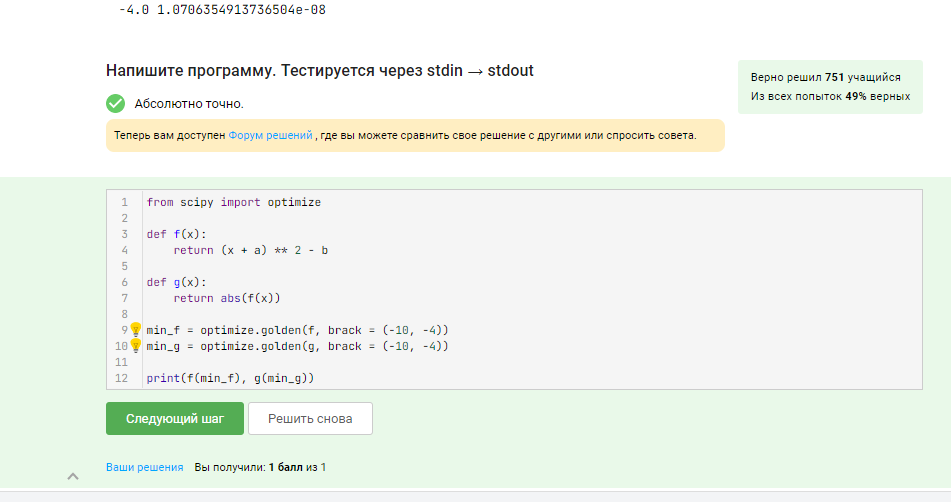 -4.0 1.0706354913736504e-08
Напишите программу. Тестируется через stdin → stdout
Верно решил 751 учащийся
Из всех попыток 49% верных
Абсолютно точно.
Теперь вам доступен Форум решений , где вы можете сравнить свое решение с другими или спросить совета.
1 from scipy import optimize
2
3 def f(x):
4     return (x + a) ** 2 - b
5
6 def g(x):
7     return abs(f(x))
8
9 min_f = optimize.golden(f, brack = (-10, -4))
10 min_g = optimize.golden(g, brack = (-10, -4))
11
12 print(f(min_f), g(min_g))
Следующий шаг Решить снова
Ваши решения Вы получили: 1 балл из 1